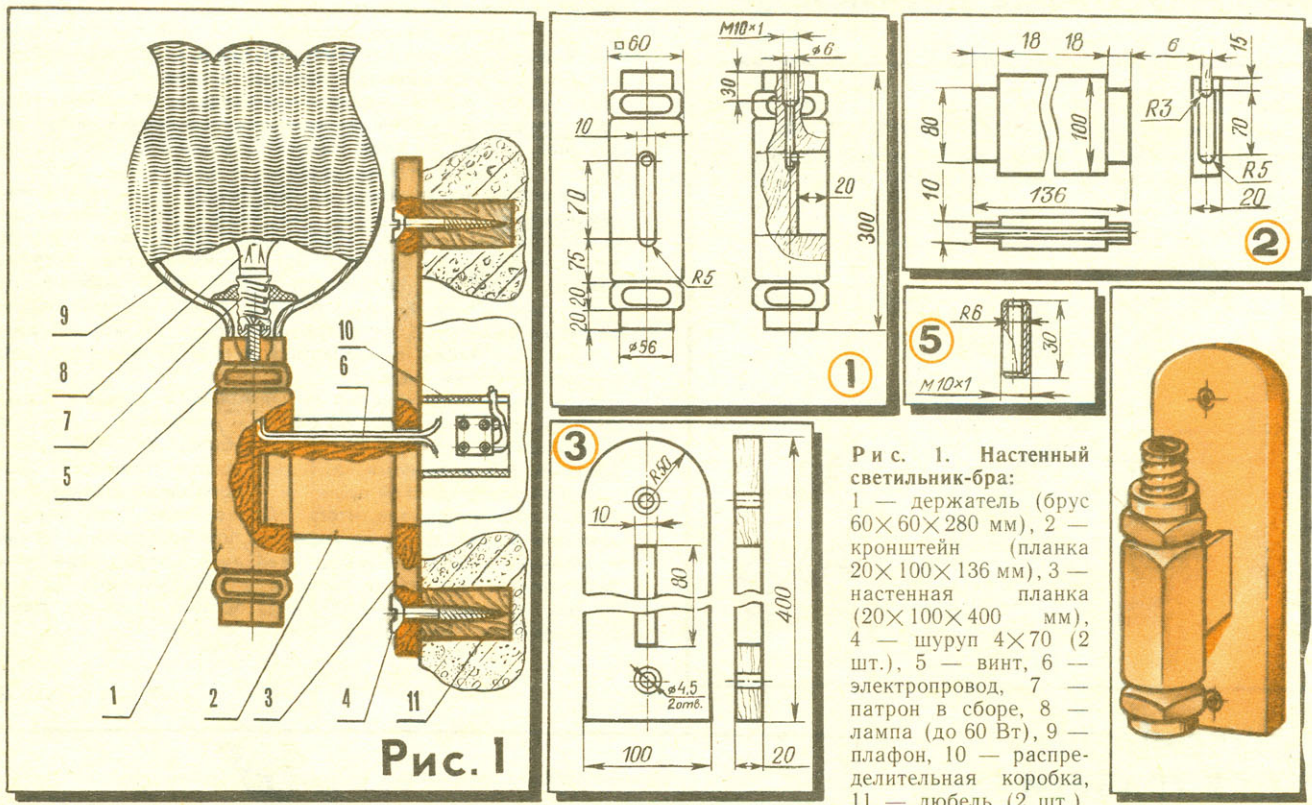 9
8
7
5
10
6
1
2
3
4
11
Рис. 1
М10×1
□60
ø6
30
10
70
20
300
75
R5
20
20
ø56
1
18
18
6
15
80
100
R3
70
R5
10
136
20
2
5
R6
30
М10×1
3
R50
10
80
400
ø4,5
2отв.
100
20
Рис. 1. Настенный
светильник-бра:
1 — держатель (брус
60×60×280 мм), 2 —
кронштейн (планка
20×100×136 мм), 3 —
настенная планка
(20×100×400 мм),
4 — шуруп 4×70 (2
шт.), 5 — винт, 6 —
электропровод, 7 —
патрон в сборе, 8 —
лампа (до 60 Вт), 9 —
плафон, 10 — распре-
делительная коробка,
11 — дюбель (2 шт.).